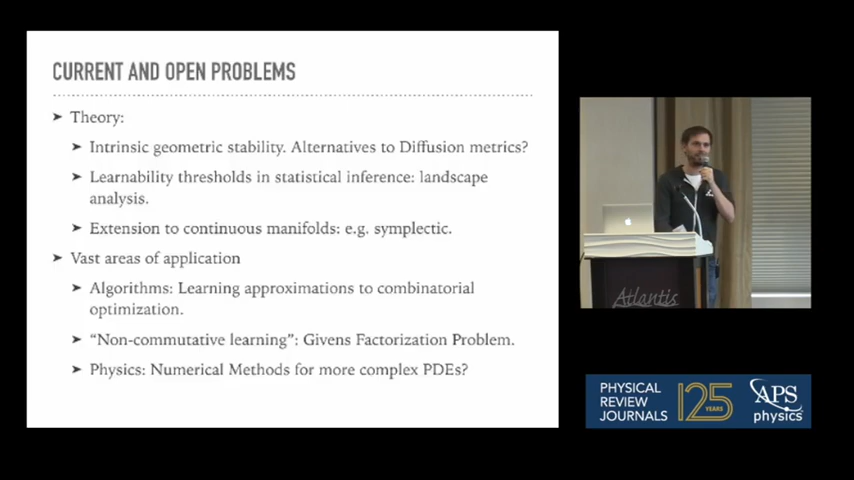 CURRENT AND OPEN PROBLEMS
➤ Theory:
➤ Intrinsic geometric stability. Alternatives to Diffusion metrics?
➤ Learnability thresholds in statistical inference: landscape
analysis.
➤ Extension to continuous manifolds: e.g. symplectic.
➤ Vast areas of application
➤ Algorithms: Learning approximations to combinatorial
optimization.
➤ “Non-commutative learning”: Givens Factorization Problem.
➤ Physics: Numerical Methods for more complex PDEs?
Atlantis
PHYSICAL
REVIEW
JOURNALS
125
YEARS
APS
physics